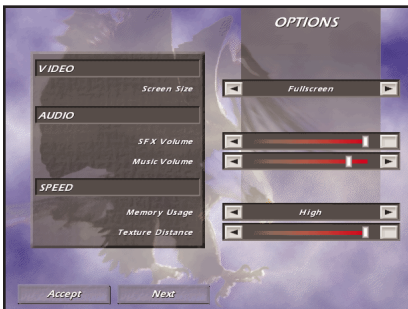 OPTIONS
VIDEO
Screen Size
Fullscreen
AUDIO
SFX Volume
Music Volume
SPEED
Memory Usage
High
Texture Distance
Accept
Next